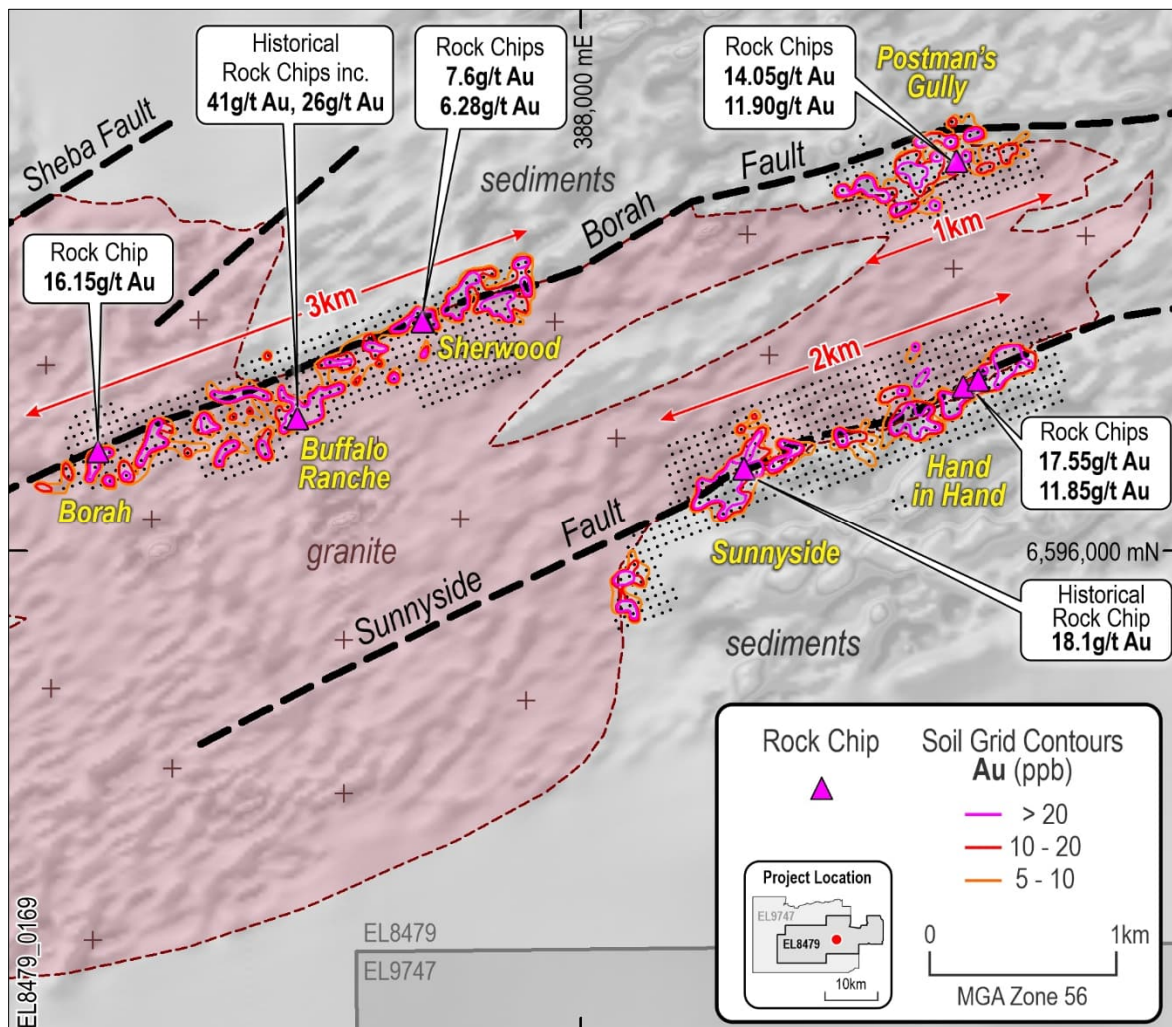 Historical
Rock Chips inc.
41g/t Au, 26g/t Au
Rock Chips
7.6g/t Au
6.28g/t Au
388,000 mE
Rock Chips
14.05g/t Au
11.90g/t Au
Postman's
Gully
Sheba Fault
sediments
Borah
Fault
Rock Chip
16.15g/t Au
3km
1km
Sherwood
2km
Borah
Buffalo
Ranche
granite
Sunnyside
Fault
Sunnyside
Hand
in Hand
Rock Chips
17.55g/t Au
11.85g/t Au
6,596,000 mN
Historical
Rock Chip
18.1g/t Au
sediments
Rock Chip
Soil Grid Contours
Au (ppb)
> 20
10 - 20
5 - 10
Project Location
EL9747
EL8479
10km
0
1km
MGA Zone 56
EL8479
EL9747
EL8479_0169